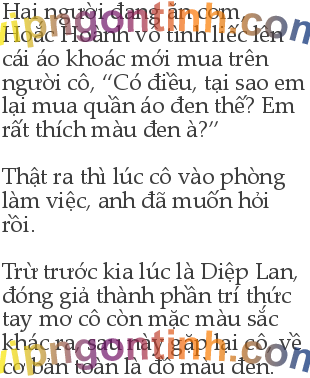 Hai người đang ăn cơm,
Hoắc Hoành vô tình liếc lên
cái áo khoác mới mua trên
người cô, “Có điều, tại sao em
lại mua quần áo đen thế? Em
rất thích màu đen à?”
Thật ra thì lúc cô vào phòng
làm việc, anh đã muốn hỏi
rồi.
Trừ trước kia lúc là Diệp Lan,
đóng giả thành phần trí thức
tay mơ cô còn mặc màu sắc
khác ra, sau này gặp lại cô, về
cơ bản toàn là đồ màu đen.
vipngontinh.com
vipngontinh.com